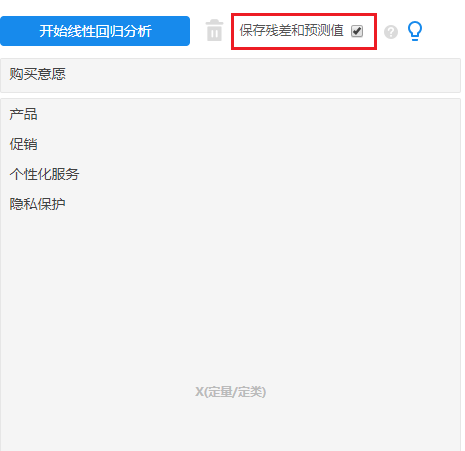 开始线性回归分析 保存残差和预测值 ?
购买意愿
产品
促销
个性化服务
隐私保护
X(定量/定类)